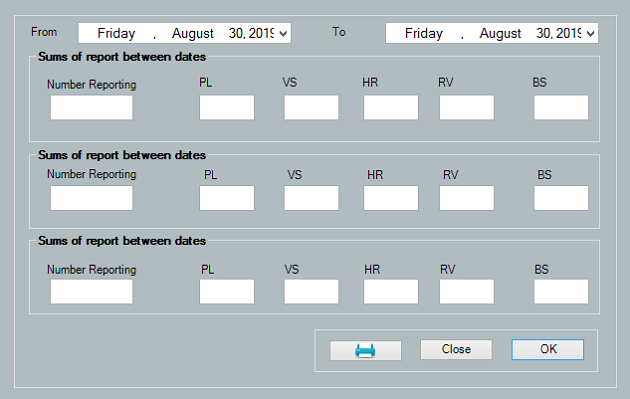 From Friday , August 30, 2019 To Friday , August 30, 2019
Sums of report between dates
Number Reporting PL VS HR RV BS
Sums of report between dates
Number Reporting PL VS HR RV BS
Sums of report between dates
Number Reporting PL VS HR RV BS
Close OK